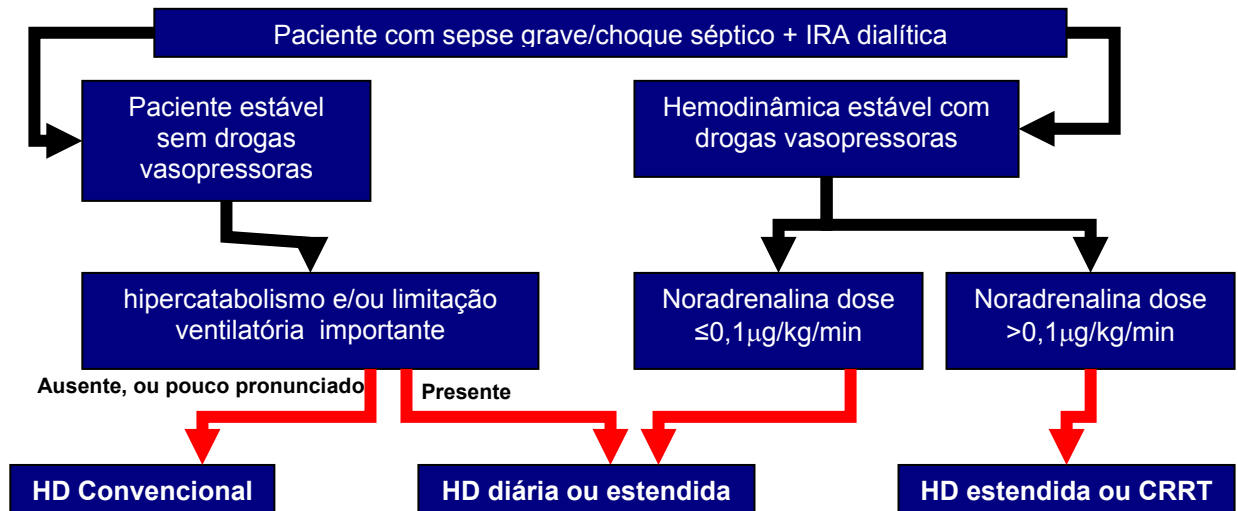 Paciente com sepse grave/choque séptico + IRA dialítica
Paciente estável
sem drogas
vasopressoras
Hemodinâmica estável com
drogas vasopressoras
hipercatabolismo e/ou limitação
ventilatória importante
Noradrenalina dose
≤0,1μg/kg/min
Noradrenalina dose
>0,1μg/kg/min
Ausente, ou pouco pronunciado
Presente
HD Convencional
HD diária ou estendida
HD estendida ou CRRT